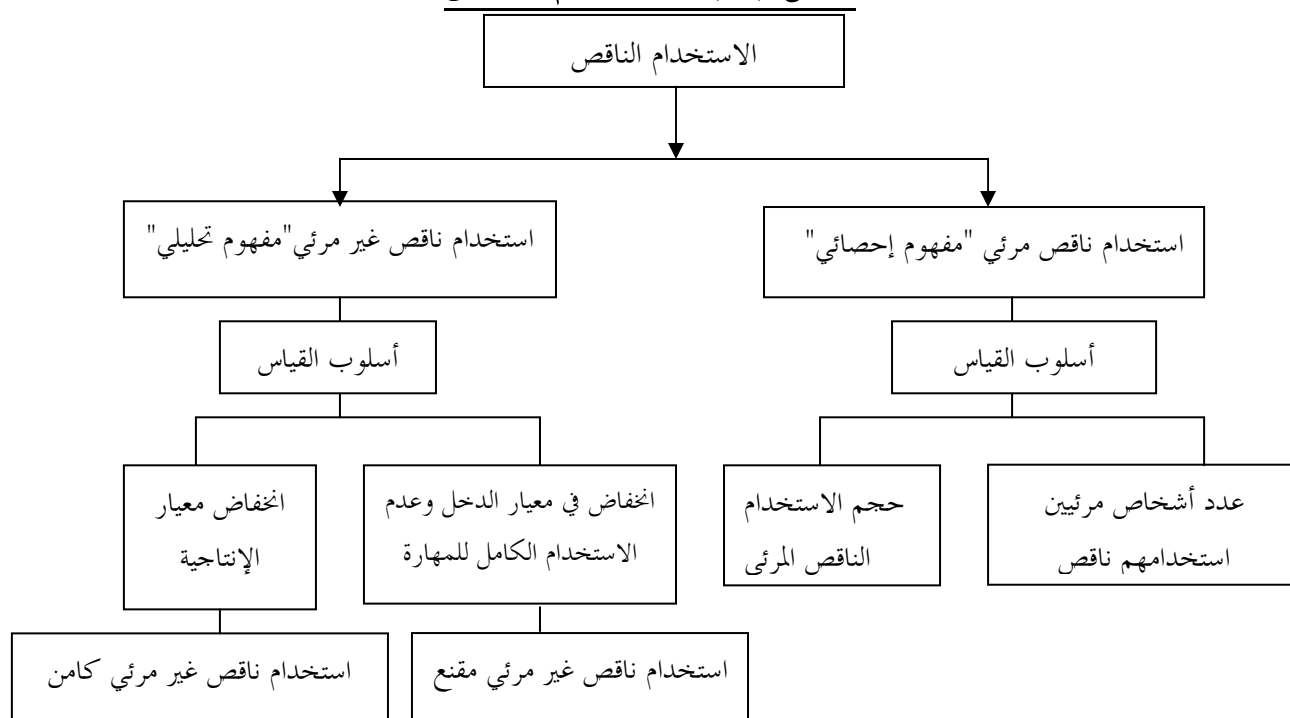 الاستخدام الناقص
استخدام ناقص مرئي "مفهوم إحصائي"
استخدام ناقص غير مرئي"مفهوم تحليلي"
أسلوب القياس
أسلوب القياس
عدد أشخاص مرئيين
استخدامهم ناقص
حجم الاستخدام
الناقص المرئي
انخفاض في معيار الدخل وعدم
الاستخدام الكامل للمهارة
انخفاض معيار
الإنتاجية
استخدام ناقص غير مرئي مقنع
استخدام ناقص غير مرئي كامن